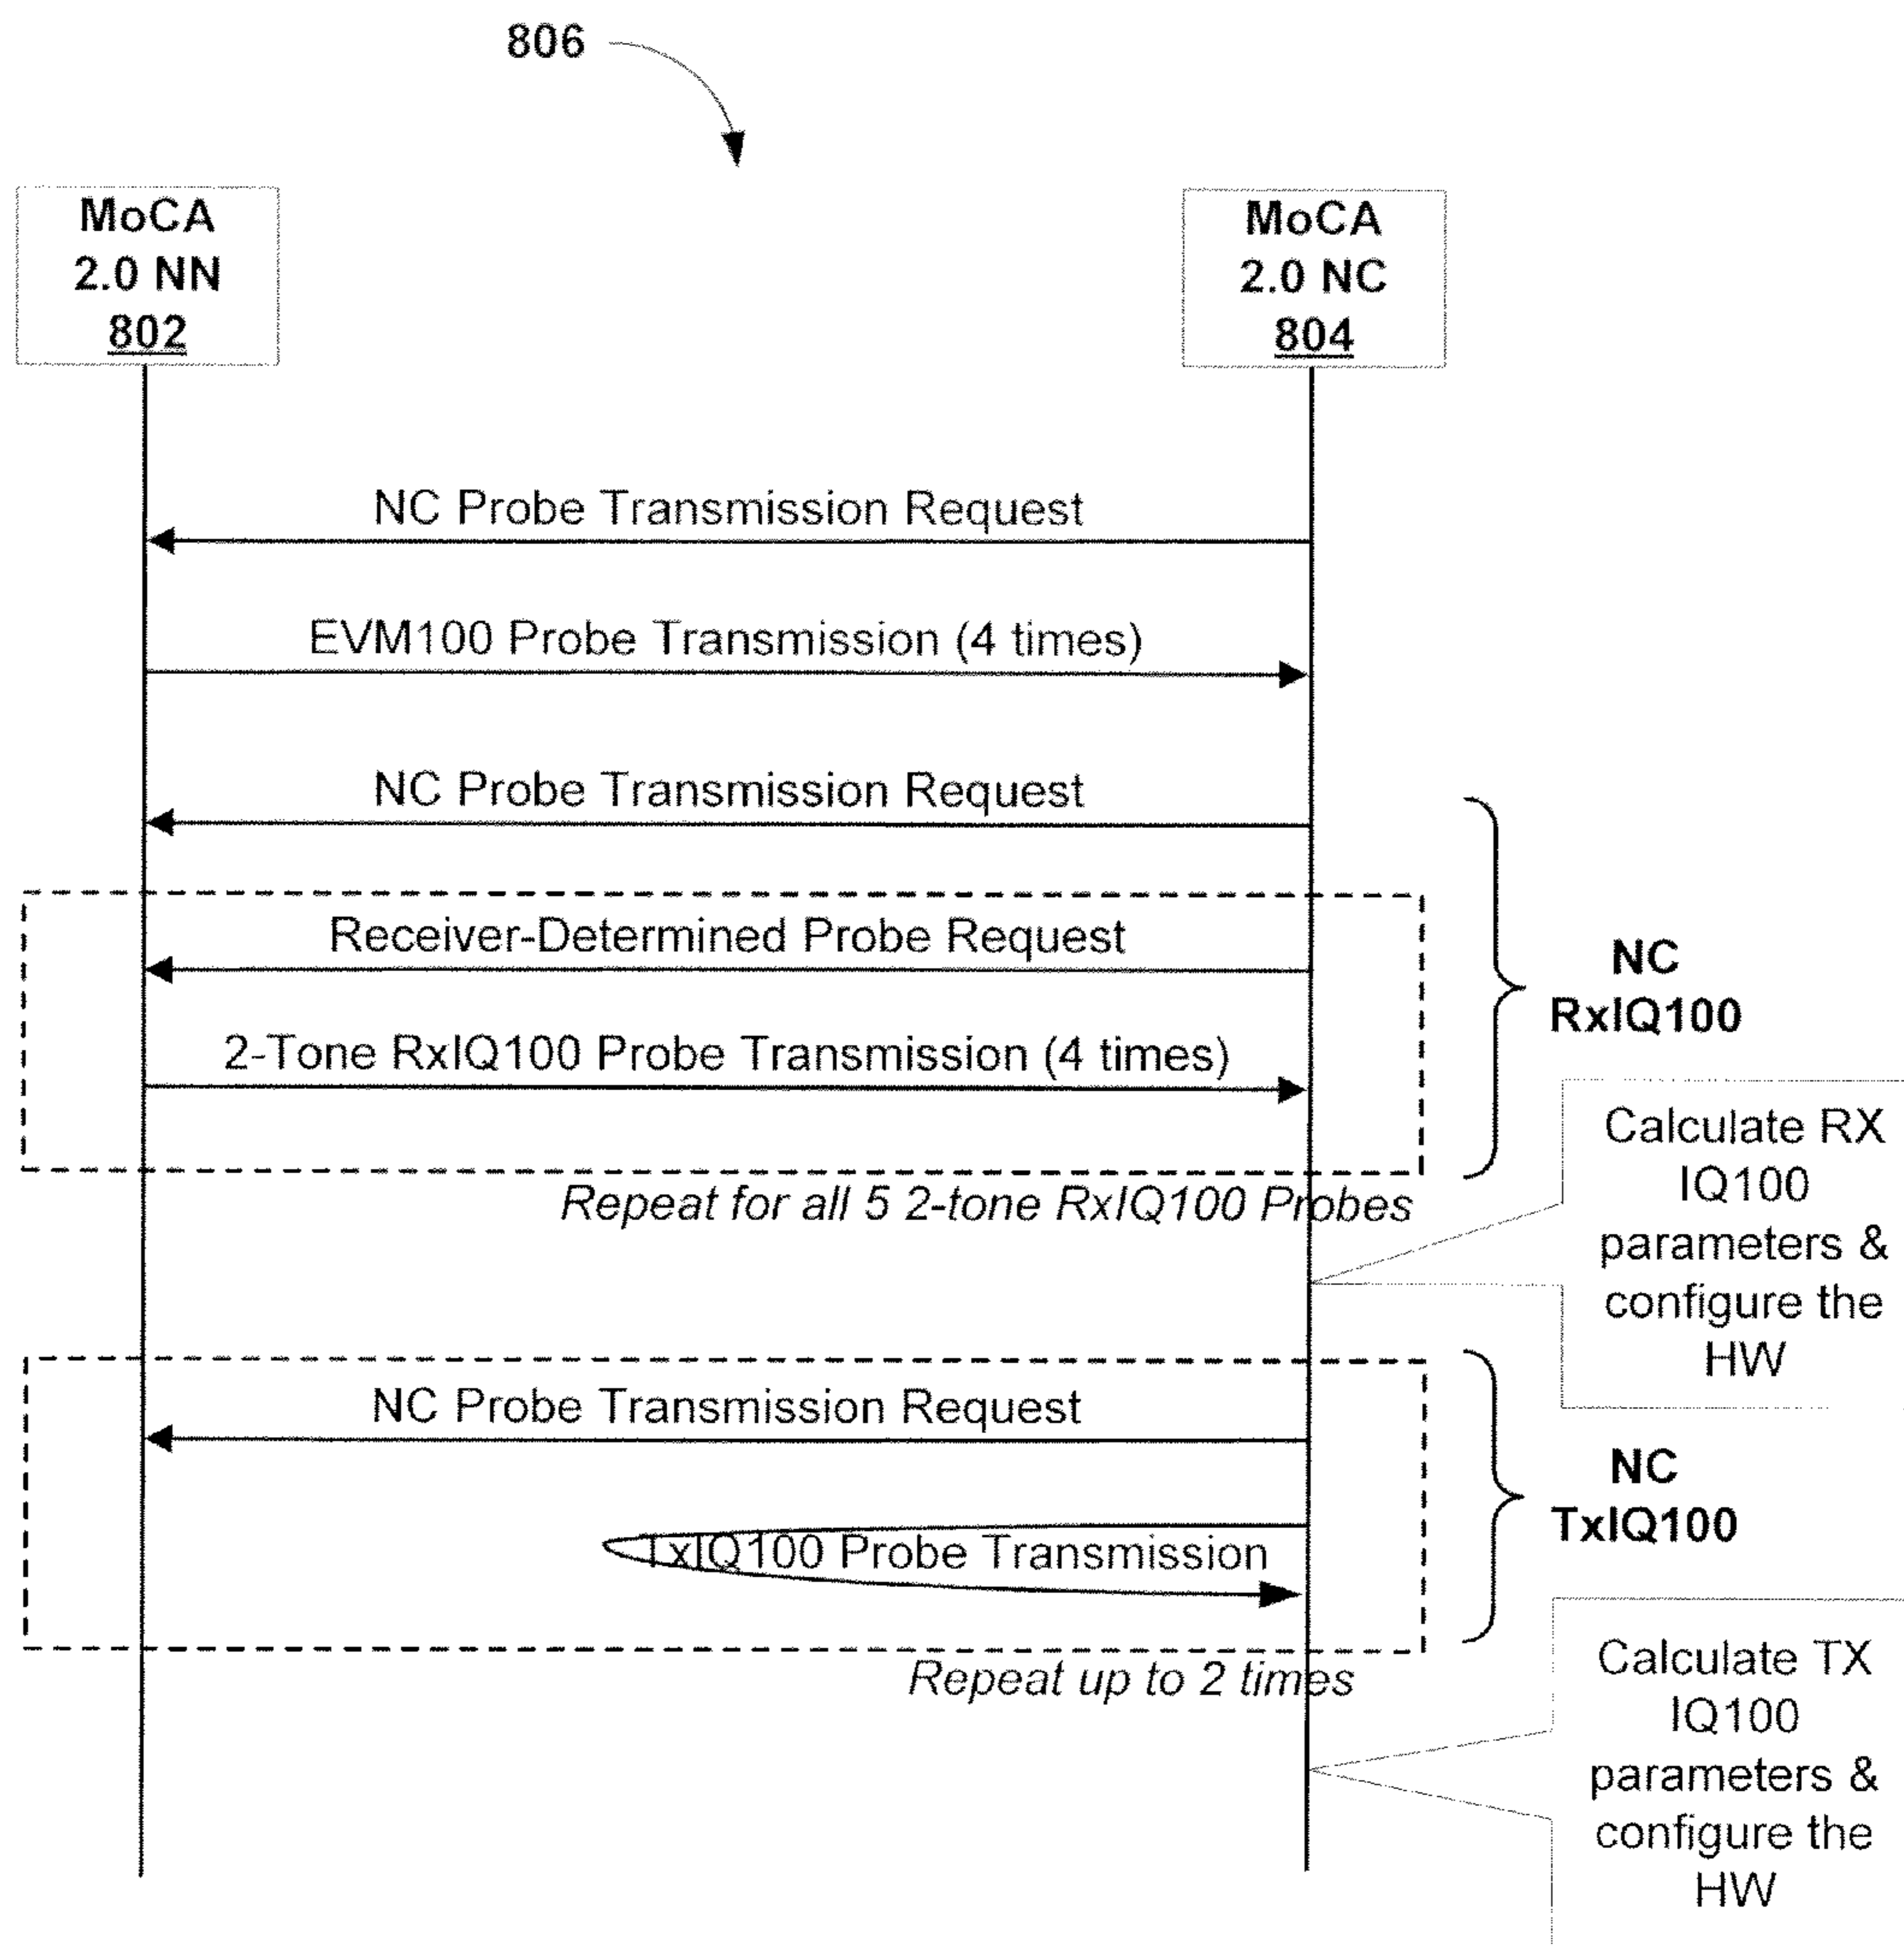 806
MoCA
2.0 NN
802
MoCA
2.0 NC
804
NC Probe Transmission Request
EVM100 Probe Transmission (4 times)
NC Probe Transmission Request
Receiver-Determined Probe Request
2-Tone RxIQ100 Probe Transmission (4 times)
Repeat for all 5 2-tone RxIQ100 Probes
NC
RxIQ100
Calculate RX
IQ100
parameters &
configure the
HW
NC Probe Transmission Request
TxIQ100 Probe Transmission
Repeat up to 2 times
NC
TxIQ100
Calculate TX
IQ100
parameters &
configure the
HW